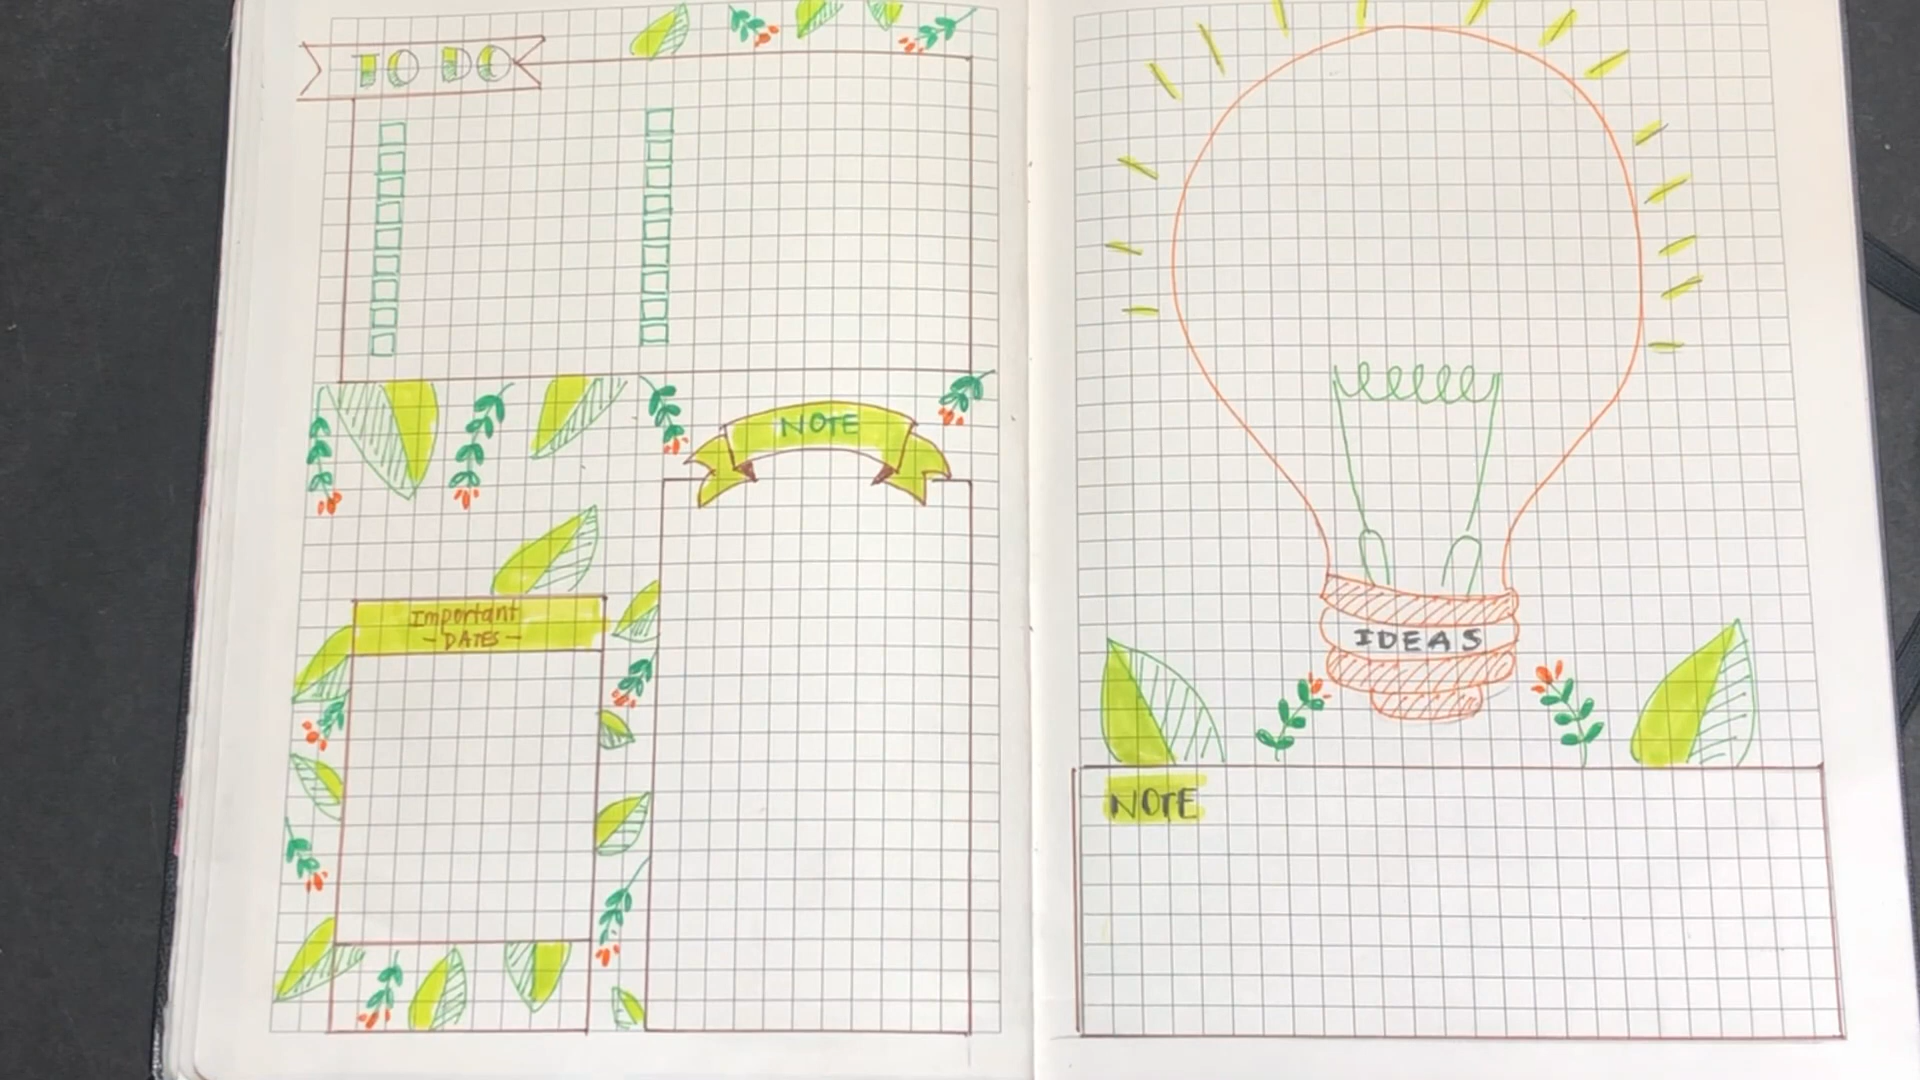 TO DO
NOTE
Important
- DATES -
IDEAS
NOTE